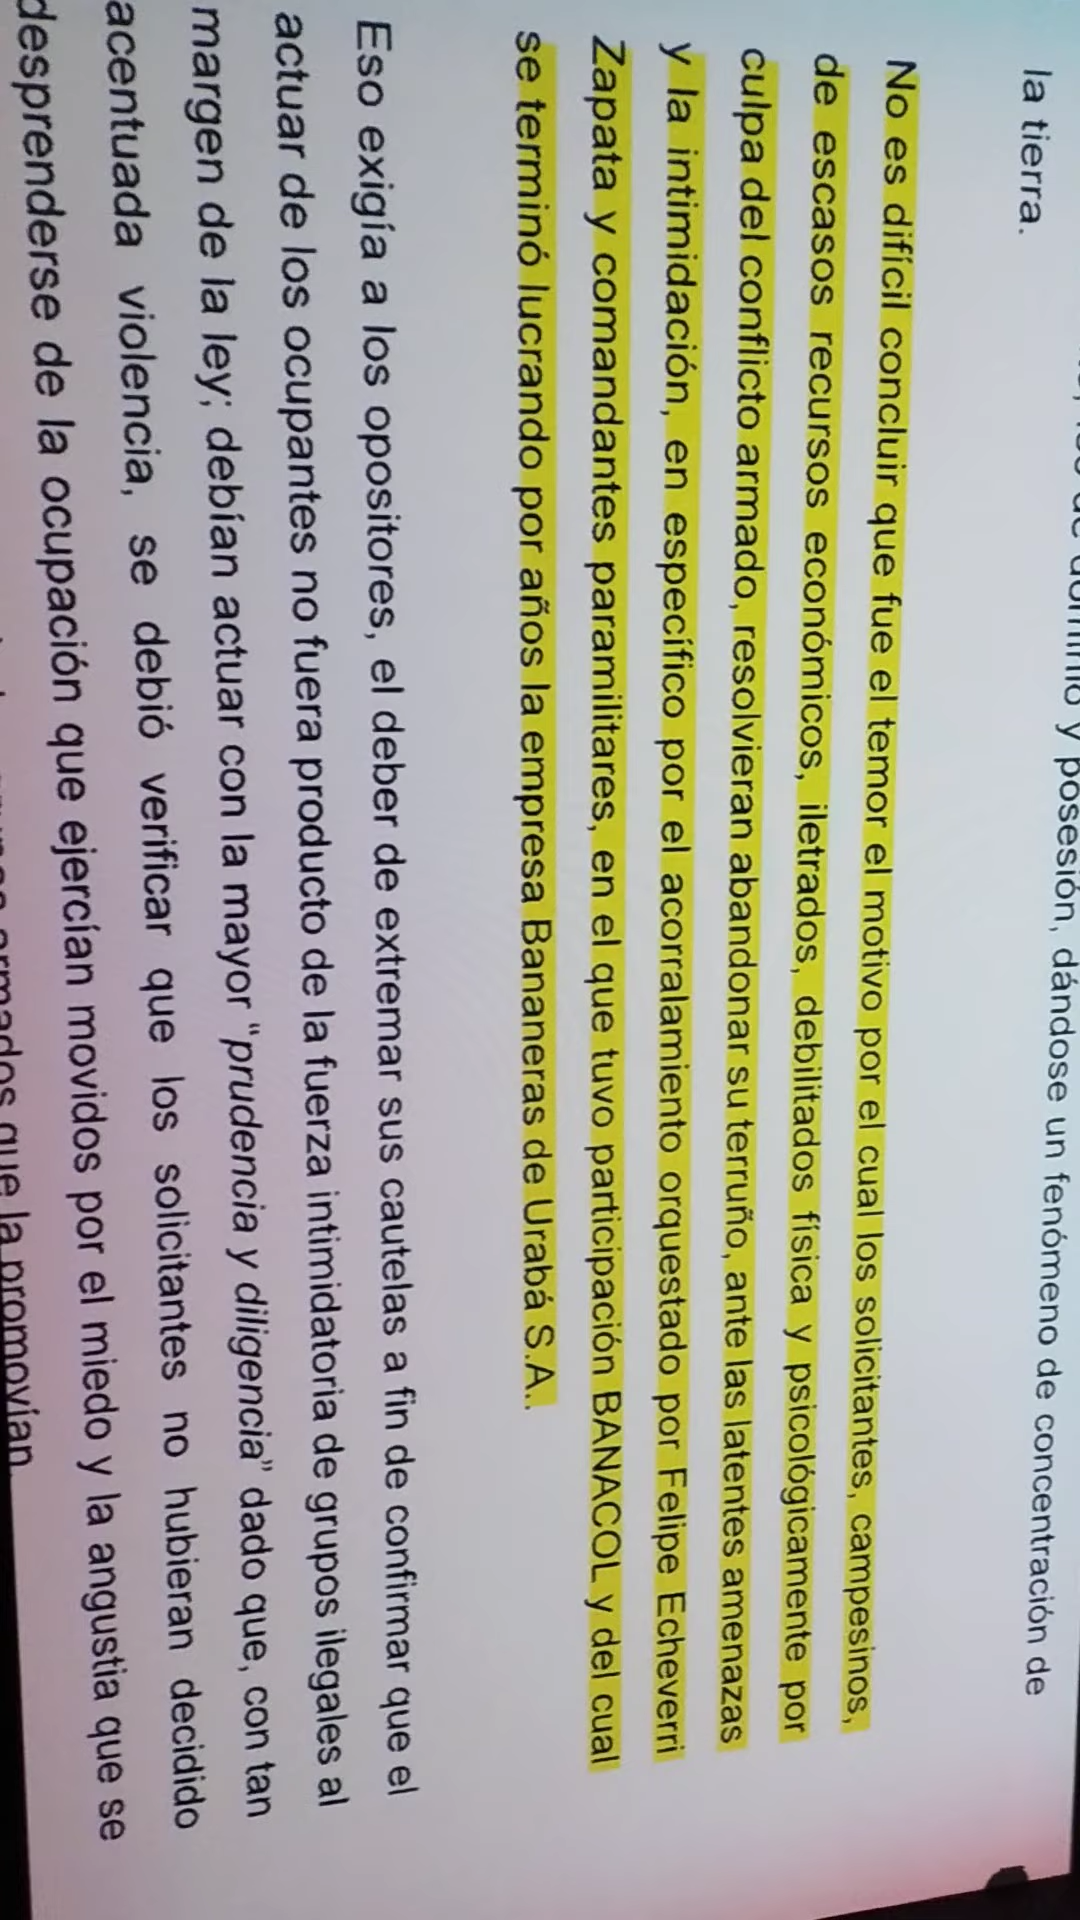 y posesión, dándose un fenómeno de concentración de
la tierra.
No es difícil concluir que fue el temor el motivo por el cual los solicitantes, campesinos,
de escasos recursos económicos, iletrados, debilitados física y psicológicamente por
culpa del conflicto armado, resolvieran abandonar su terruño, ante las latentes amenazas
y la intimidación, en específico por el acorralamiento orquestado por Felipe Echeverri
Zapata y comandantes paramilitares, en el que tuvo participación BANACOL y del cual
se terminó lucrando por años la empresa Bananeras de Urabá S.A..
Eso exigía a los opositores, el deber de extremar sus cautelas a fin de confirmar que el
actuar de los ocupantes no fuera producto de la fuerza intimidatoria de grupos ilegales al
margen de la ley; debían actuar con la mayor "prudencia y diligencia" dado que, con tan
acentuada violencia, se debió verificar que los solicitantes no hubieran decidido
desprenderse de la ocupación que ejercían movidos por el miedo y la angustia que se
armados que la promovían.